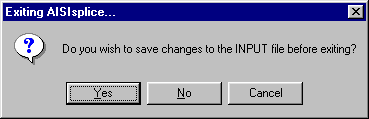 Exiting AISIsplice...
Do you wish to save changes to the INPUT file before exiting?
Yes No Cancel